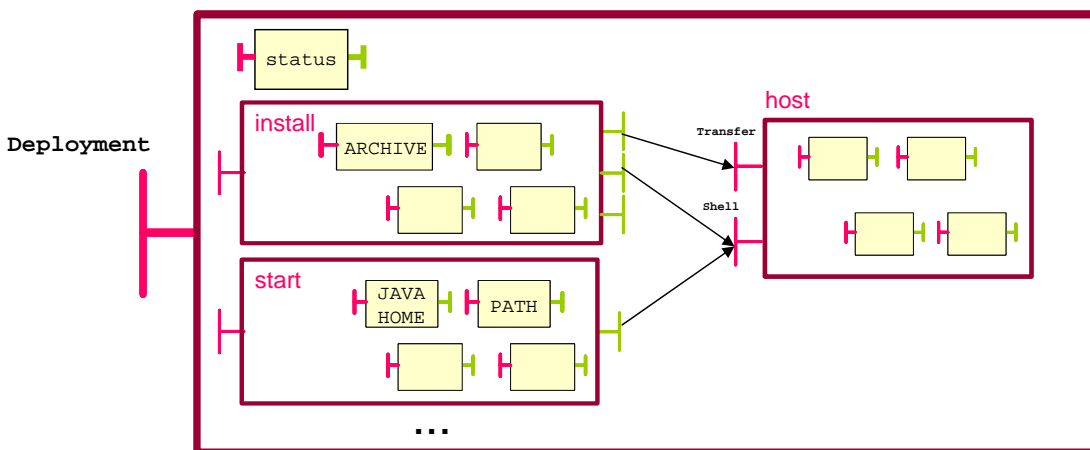 status
host
install
Transfer
Deployment
ARCHIVE
Shell
start
JAVA
HOME
PATH
...